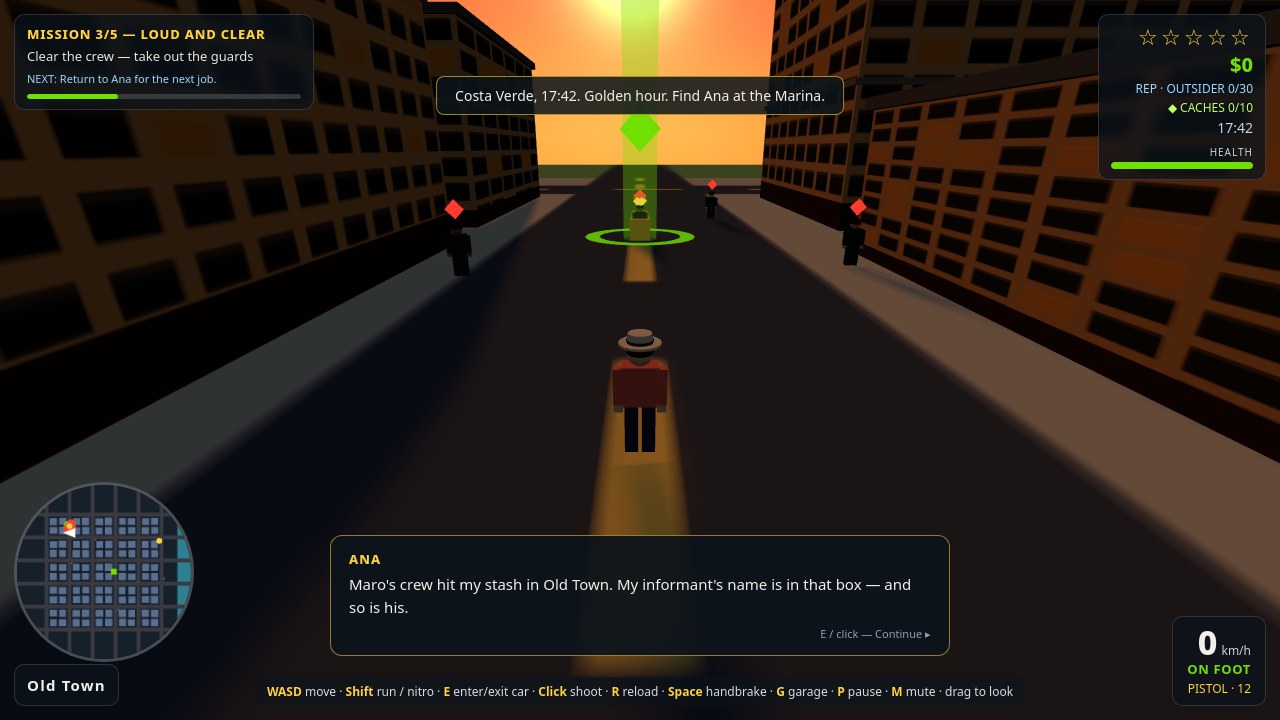 MISSION 3/5 — LOUD AND CLEAR
Clear the crew — take out the guards
NEXT: Return to Ana for the next job.
Costa Verde, 17:42. Golden hour. Find Ana at the Marina.
☆☆☆☆☆
$0
REP · OUTSIDER 0/30
◆ CACHES 0/10
17:42
HEALTH
ANA
Maro's crew hit my stash in Old Town. My informant's name is in that box — and
so is his.
E / click — Continue ▸
Old Town
0 km/h
ON FOOT
PISTOL · 12
WASD move · Shift run / nitro · E enter/exit car · Click shoot · R reload · Space handbrake · G garage · P pause · M mute · drag to look